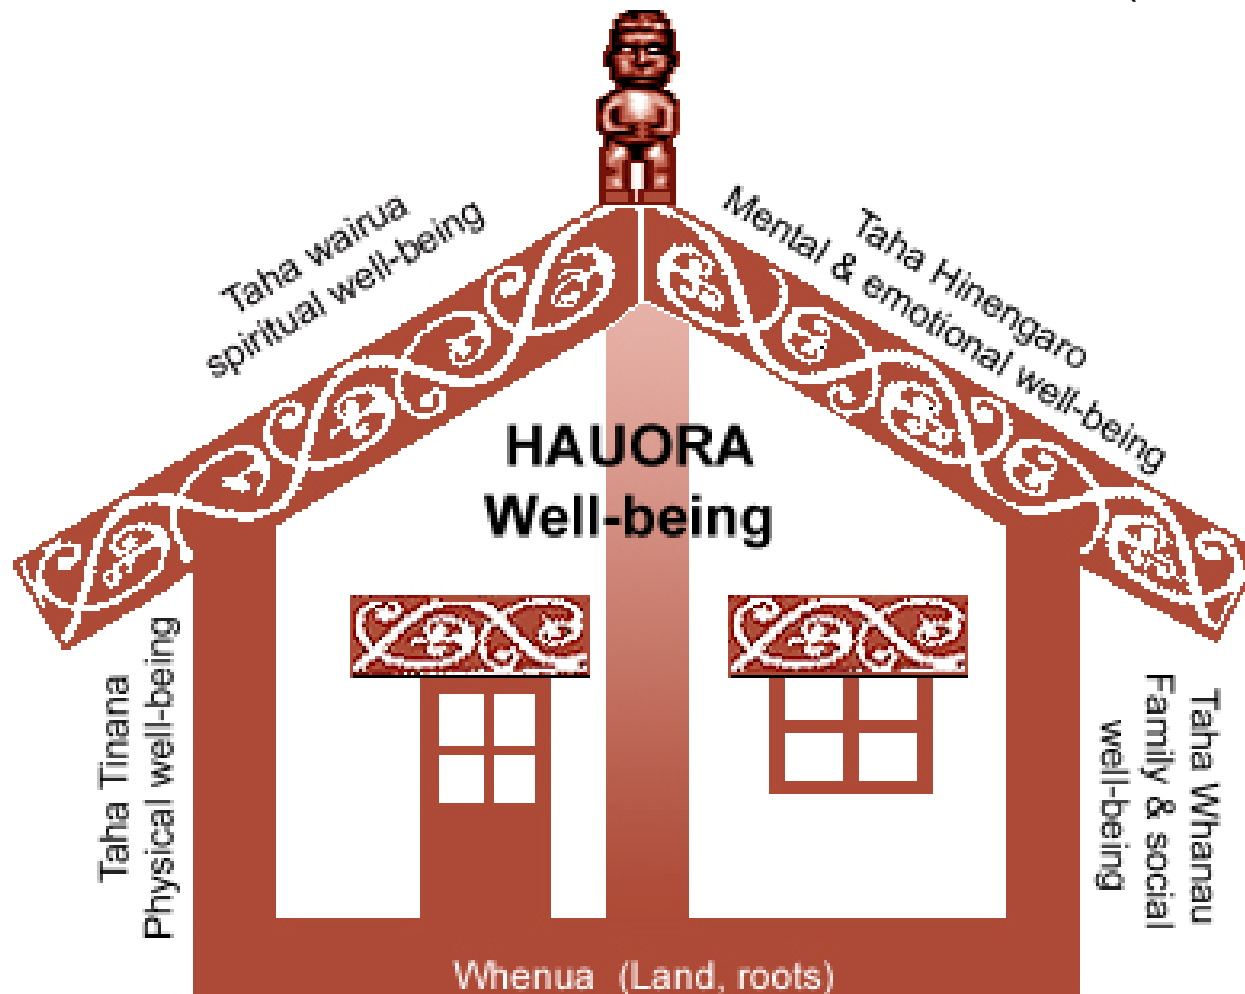 Taha wairua
spiritual well-being
Taha Hinengaro
Mental & emotional well-being
HAUORA
Well-being
Taha Tinana
Physical well-being
Taha Whanau
Family & social
well-being
Whenua (Land, roots)